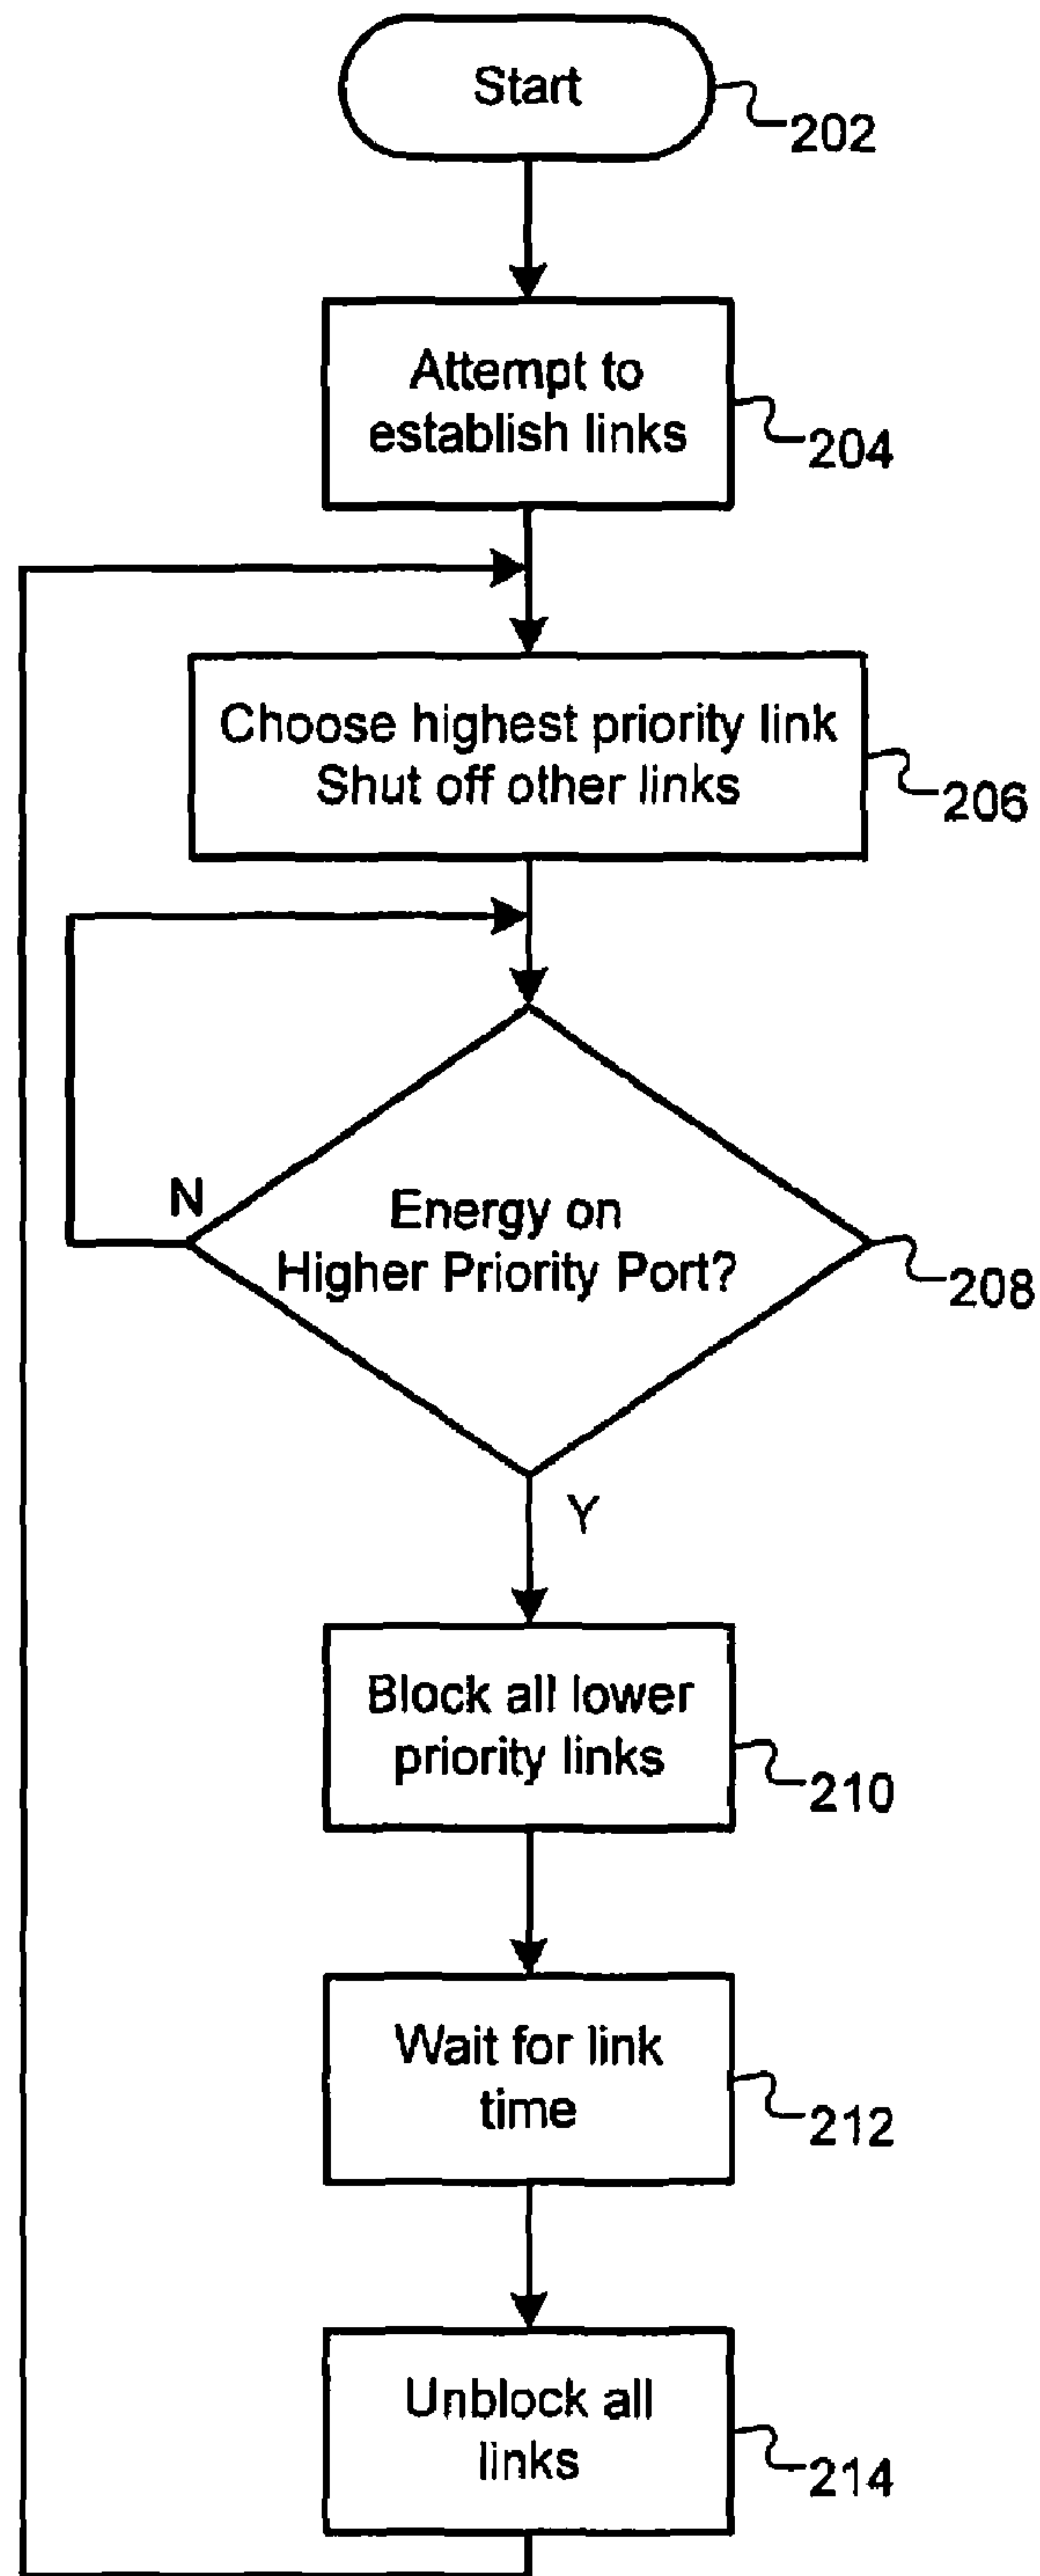 Start
202
Attempt to
establish links
204
Choose highest priority link
Shut off other links
206
N
Energy on
Higher Priority Port?
208
Y
Block all lower
priority links
210
Wait for link
time
212
Unblock all
links
214